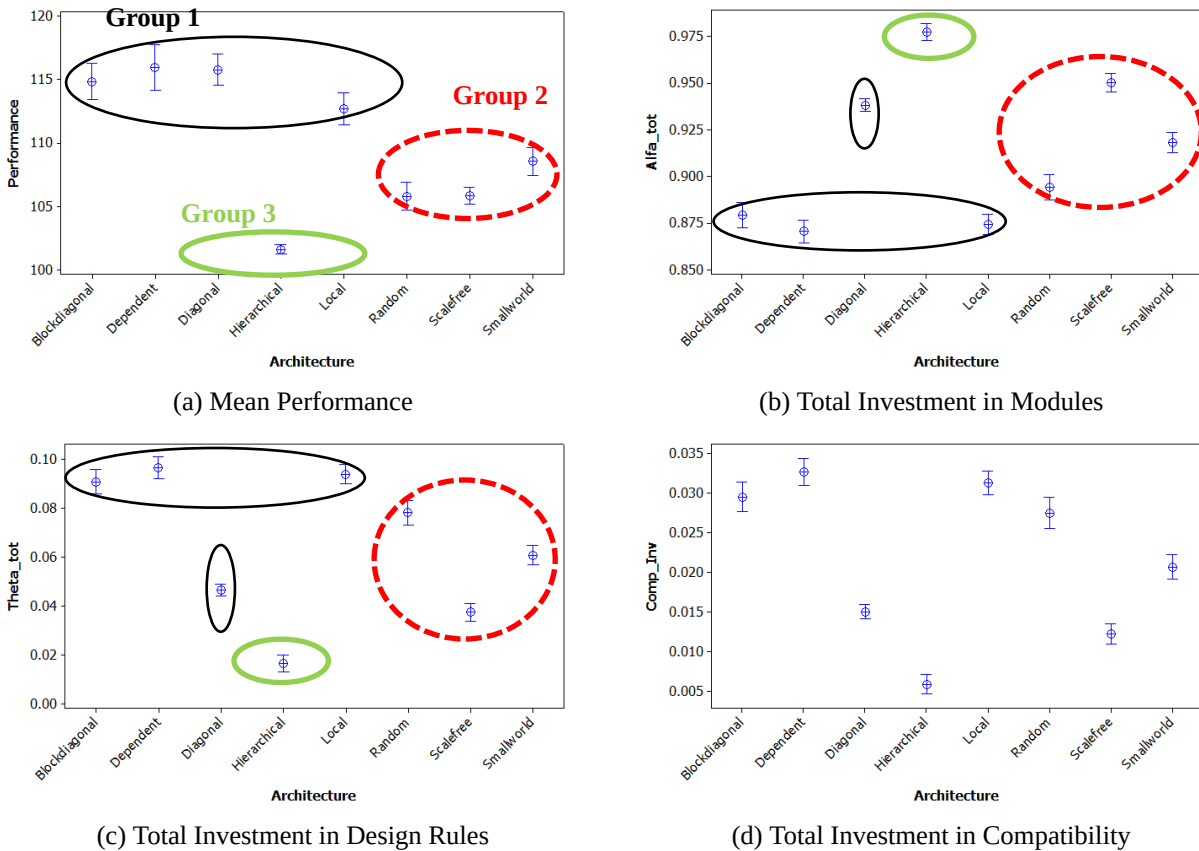 Group 1
Group 2
Group 3
Performance
120
115
110
105
100
Blockdiagonal
Dependent
Diagonal
Hierarchical
Local
Random
Scalefree
Smallworld
Architecture
(a) Mean Performance
Alfa_tot
0.975
0.950
0.925
0.900
0.875
0.850
Blockdiagonal
Dependent
Diagonal
Hierarchical
Local
Random
Scalefree
Smallworld
Architecture
(b) Total Investment in Modules
Theta_tot
0.10
0.08
0.06
0.04
0.02
0.00
Blockdiagonal
Dependent
Diagonal
Hierarchical
Local
Random
Scalefree
Smallworld
Architecture
(c) Total Investment in Design Rules
Comp_Inv
0.035
0.030
0.025
0.020
0.015
0.010
0.005
Blockdiagonal
Dependent
Diagonal
Hierarchical
Local
Random
Scalefree
Smallworld
Architecture
(d) Total Investment in Compatibility